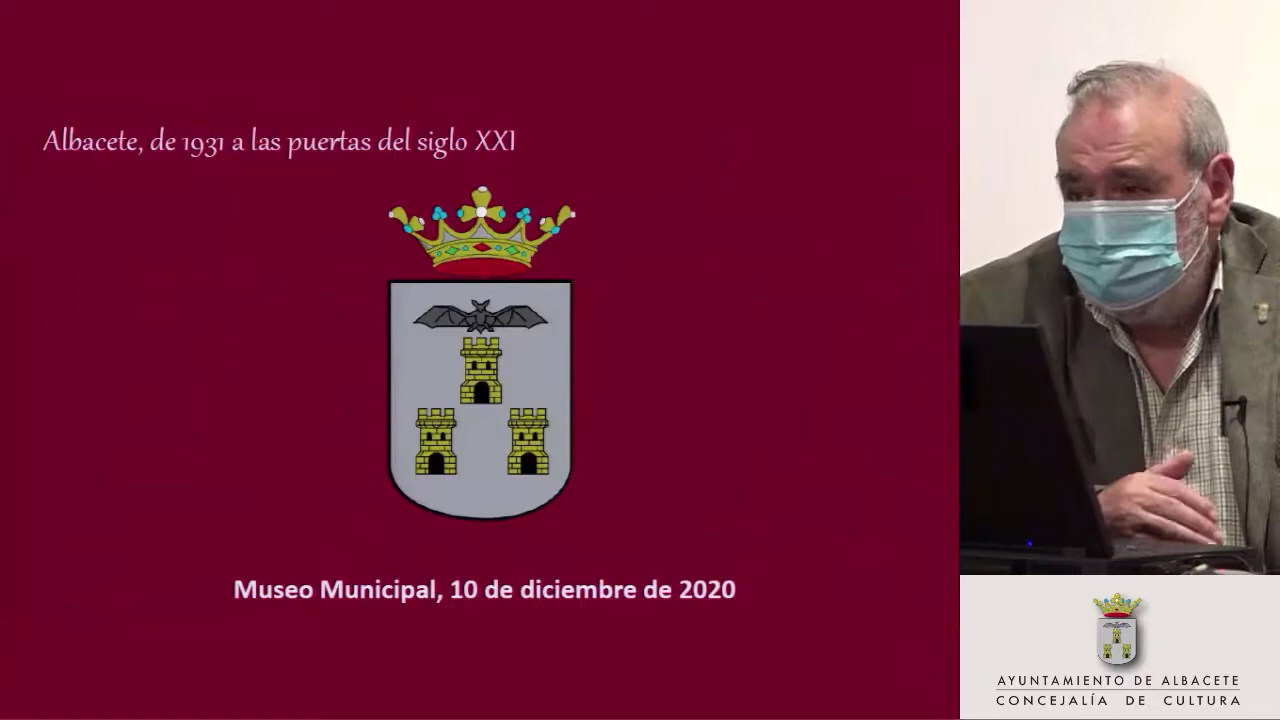 Albacete, de 1931 a las puertas del siglo XXI
Museo Municipal, 10 de diciembre de 2020
AYUNTAMIENTO DE ALBACETE
CONCEJALÍA DE CULTURA